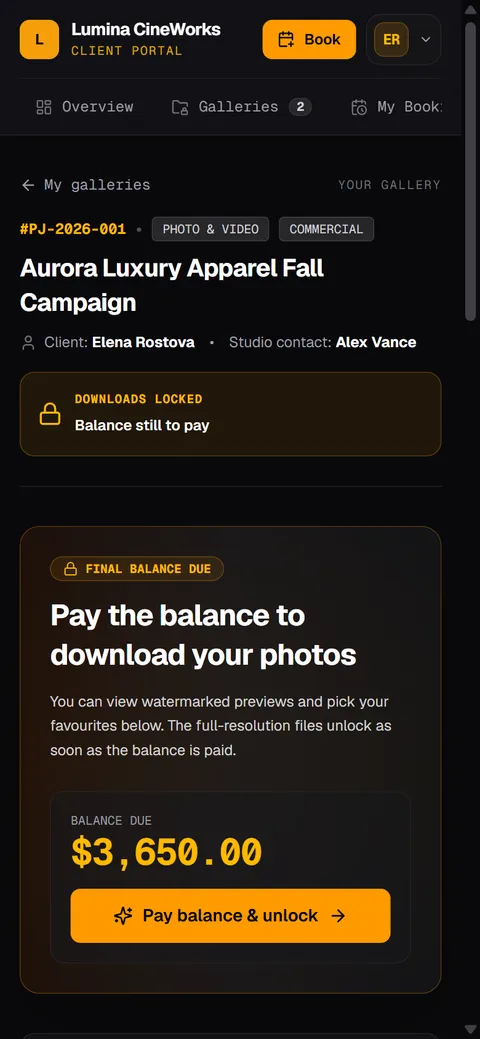 L
Lumina CineWorks
CLIENT PORTAL
Book
ER
Overview
Galleries 2
My Book
My galleries
YOUR GALLERY
#PJ-2026-001 • PHOTO & VIDEO COMMERCIAL
Aurora Luxury Apparel Fall
Campaign
Client: Elena Rostova • Studio contact: Alex Vance
DOWNLOADS LOCKED
Balance still to pay
FINAL BALANCE DUE
Pay the balance to
download your photos
You can view watermarked previews and pick your
favourites below. The full-resolution files unlock as
soon as the balance is paid.
BALANCE DUE
$3,650.00
Pay balance & unlock